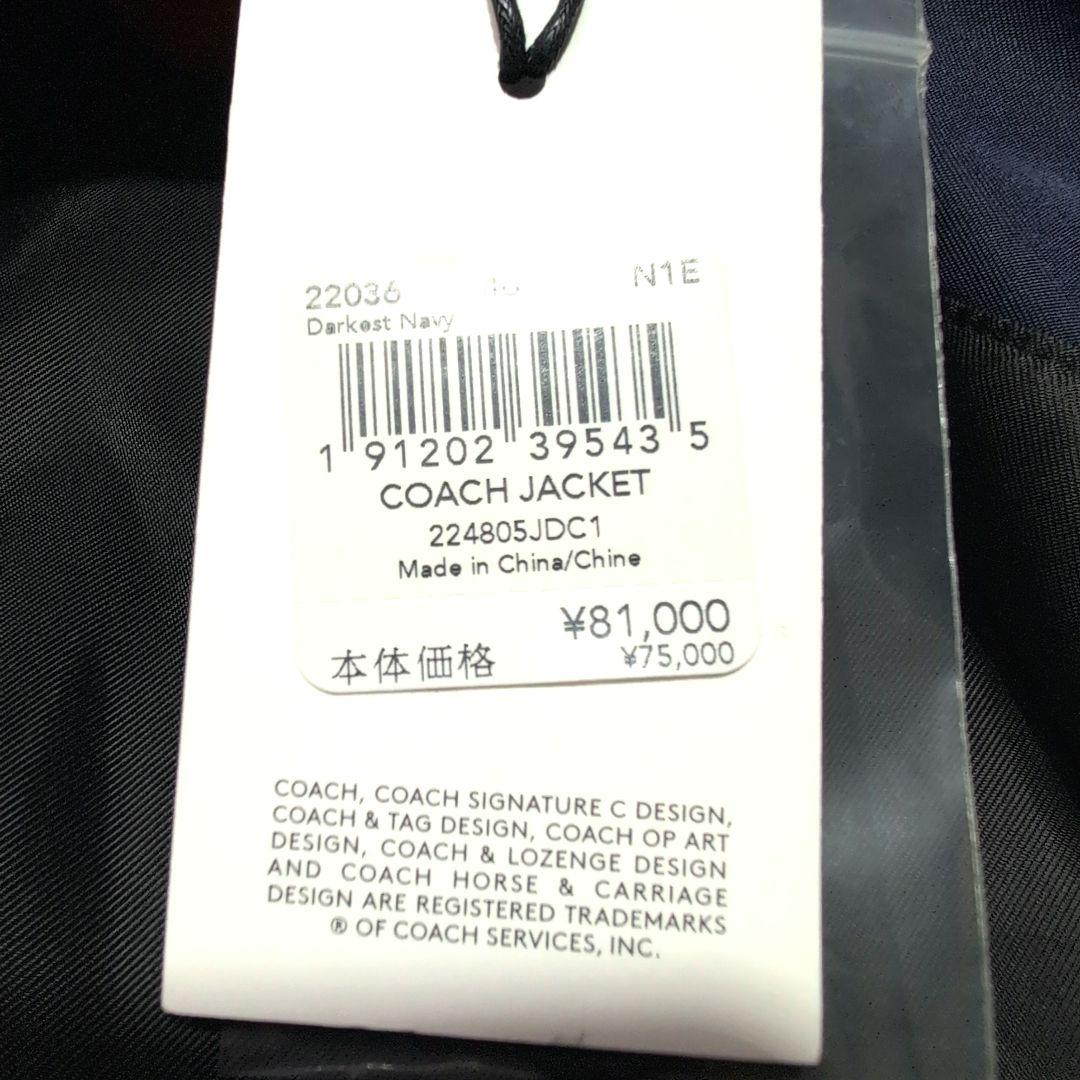 22036 N1E
Darkest Navy
1 91202 39543 5
COACH JACKET
224805JDC1
Made in China/Chine
¥81,000
本体価格 ¥75,000
COACH, COACH SIGNATURE C DESIGN,
COACH & TAG DESIGN, COACH OP ART
DESIGN, COACH & LOZENGE DESIGN
AND COACH HORSE & CARRIAGE
DESIGN ARE REGISTERED TRADEMARKS
® OF COACH SERVICES, INC.